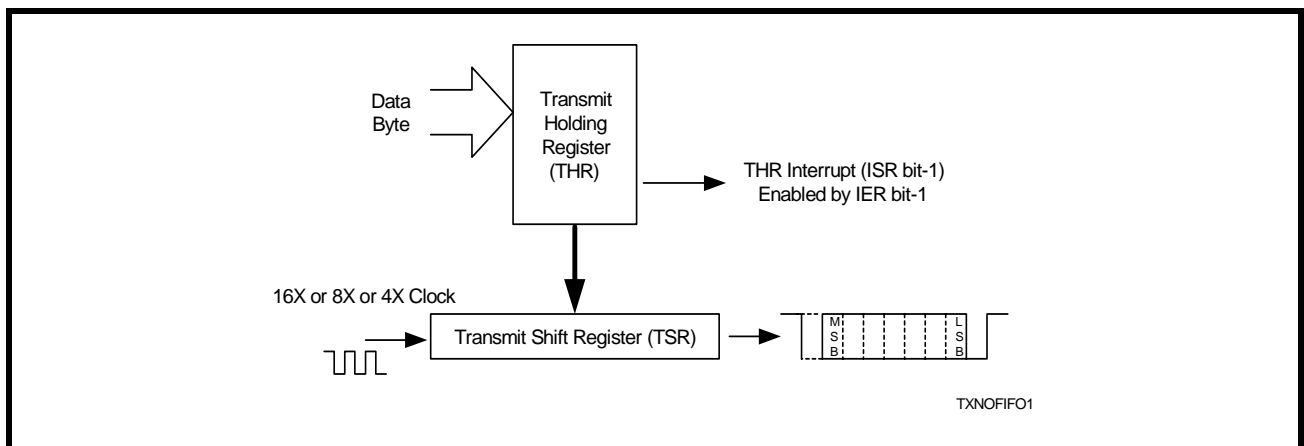 Data
Byte
Transmit
Holding
Register
(THR)
THR Interrupt (ISR bit-1)
Enabled by IER bit-1
16X or 8X or 4X Clock
Transmit Shift Register (TSR)
M
S
B
L
S
B
TXNOFIFO1